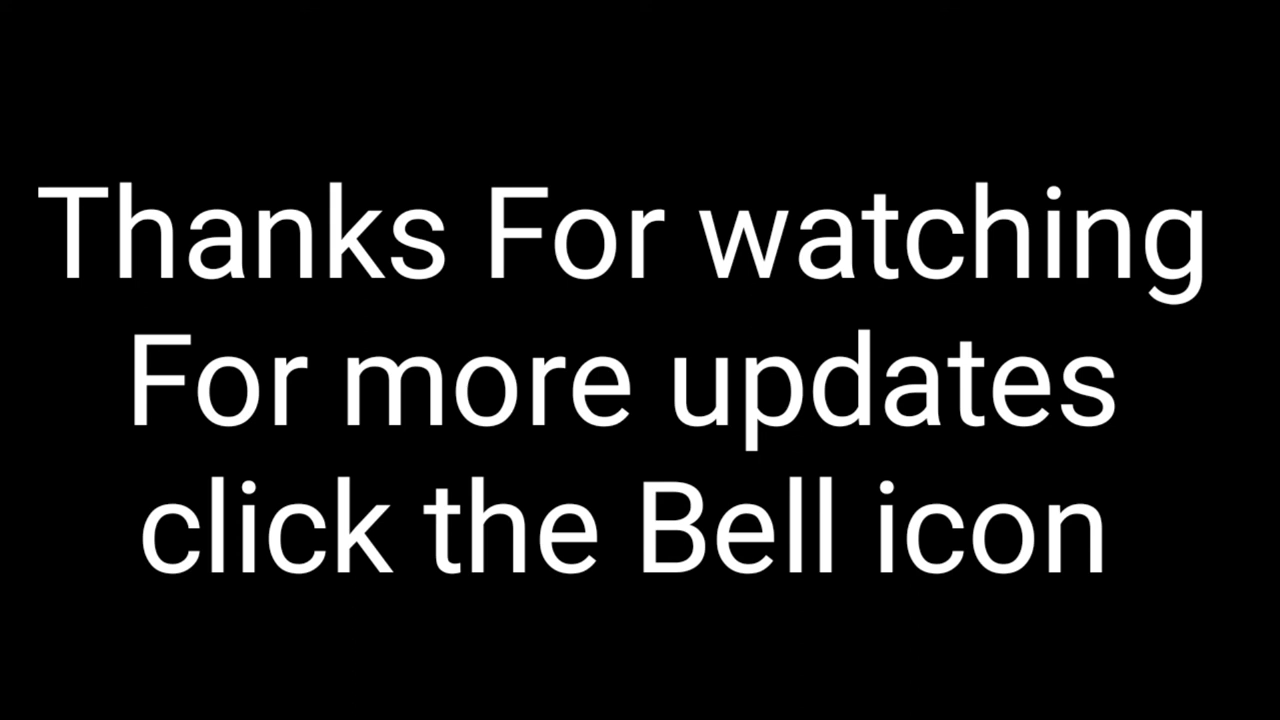 Thanks For watching
For more updates
click the Bell icon